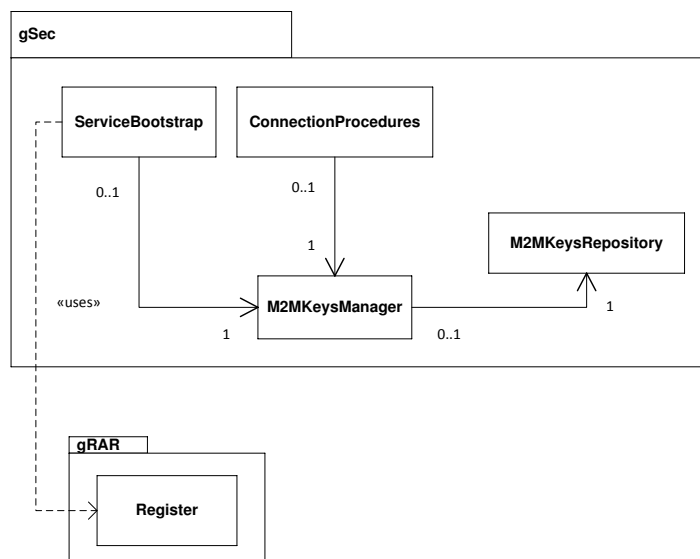 gSec
ServiceBootstrap
ConnectionProcedures
0..1
0..1
M2MKeysRepository
1
M2MKeysManager
«uses»
1
0..1
1
gRAR
Register